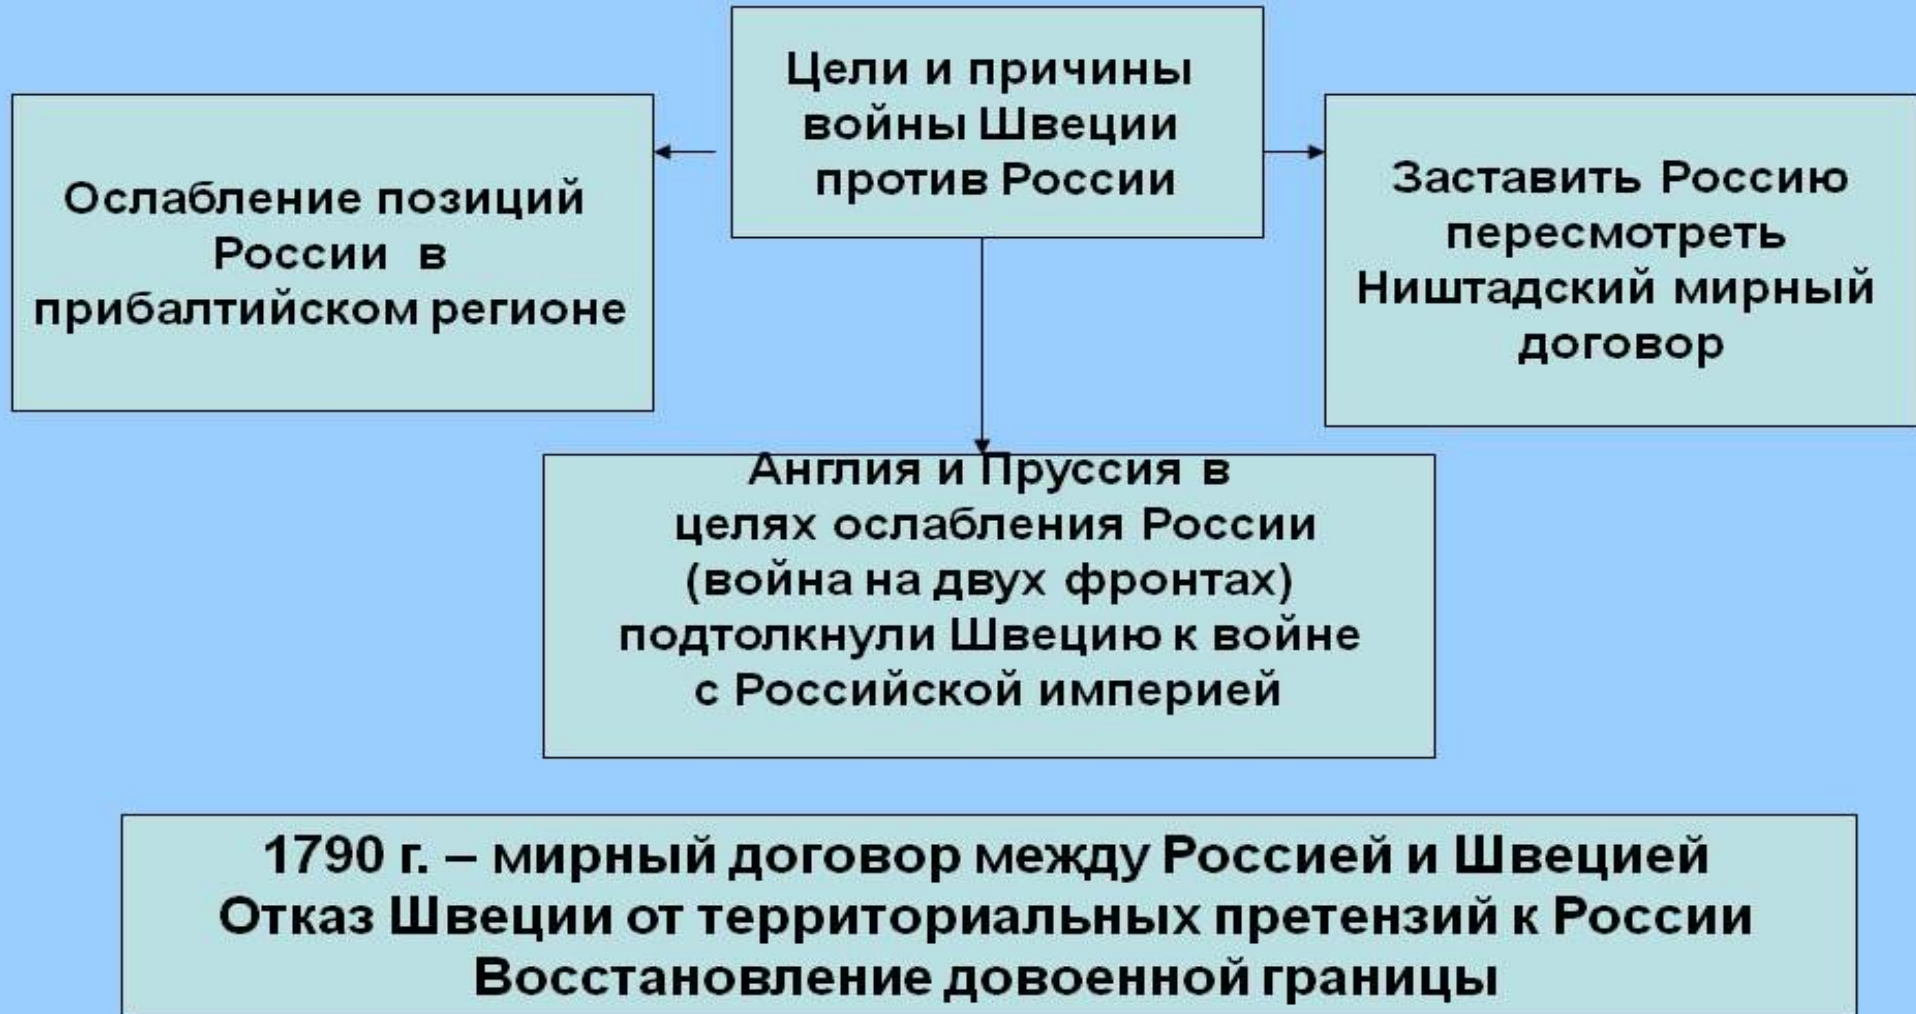 Цели и причины
войны Швеции
против России
Ослабление позиций
России в
прибалтийском регионе
Заставить Россию
пересмотреть
Ништадский мирный
договор
Англия и Пруссия в
целях ослабления России
(война на двух фронтах)
подтолкнули Швецию к войне
с Российской империей
1790 г. – мирный договор между Россией и Швецией
Отказ Швеции от территориальных претензий к России
Восстановление довоенной границы